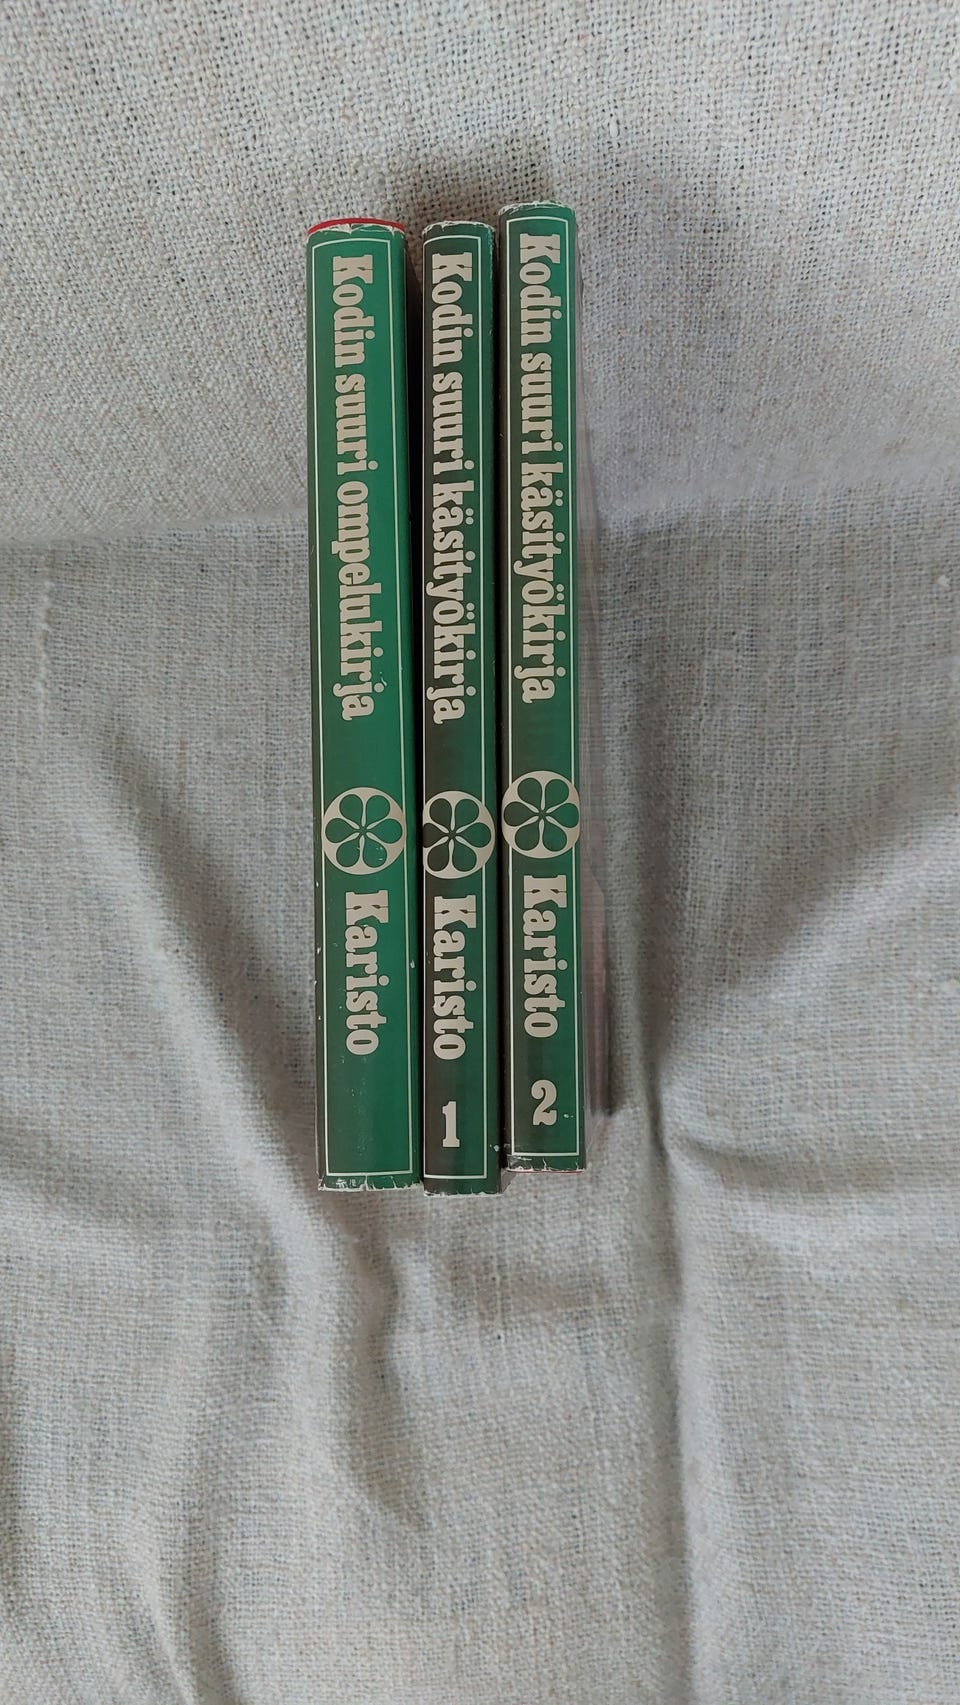 Kodin suuri ompelukirja Karisto
Kodin suuri käsityökirja Karisto 1
Kodin suuri käsityökirja Karisto 2